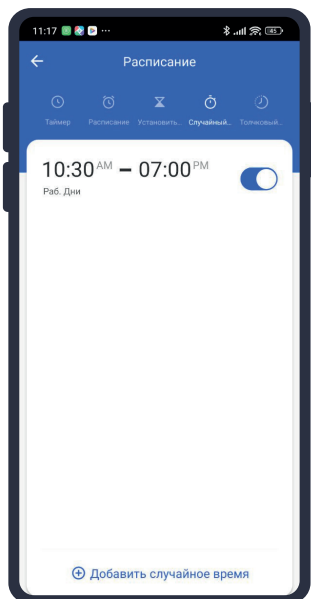 11:17 ... 45
Расписание
Таймер Расписание Установить.. Случайный.. Толчковый..
10:30 AM – 07:00 PM
Раб. Дни
Добавить случайное время